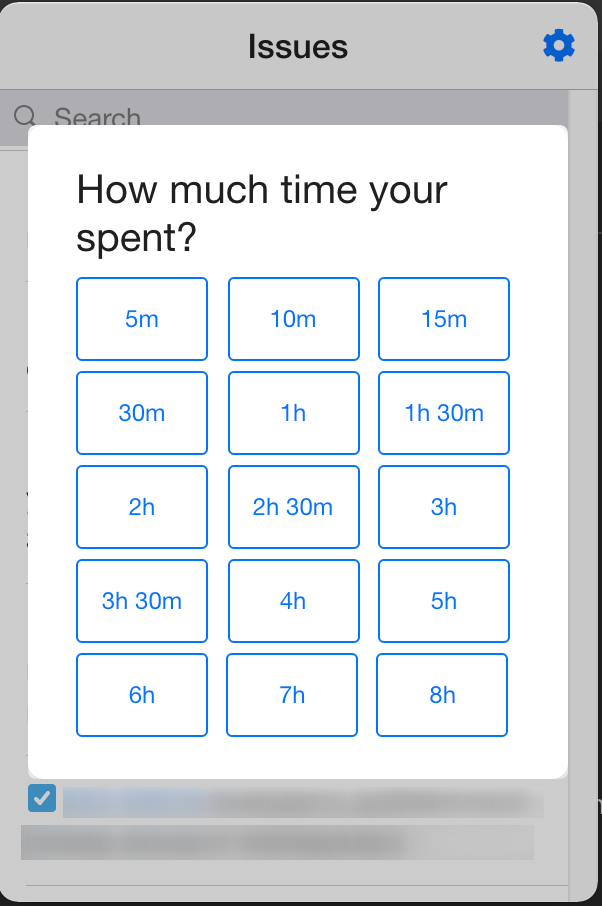 Issues
Search
How much time your
spent?
5m 10m 15m
30m 1h 1h 30m
2h 2h 30m 3h
3h 30m 4h 5h
6h 7h 8h